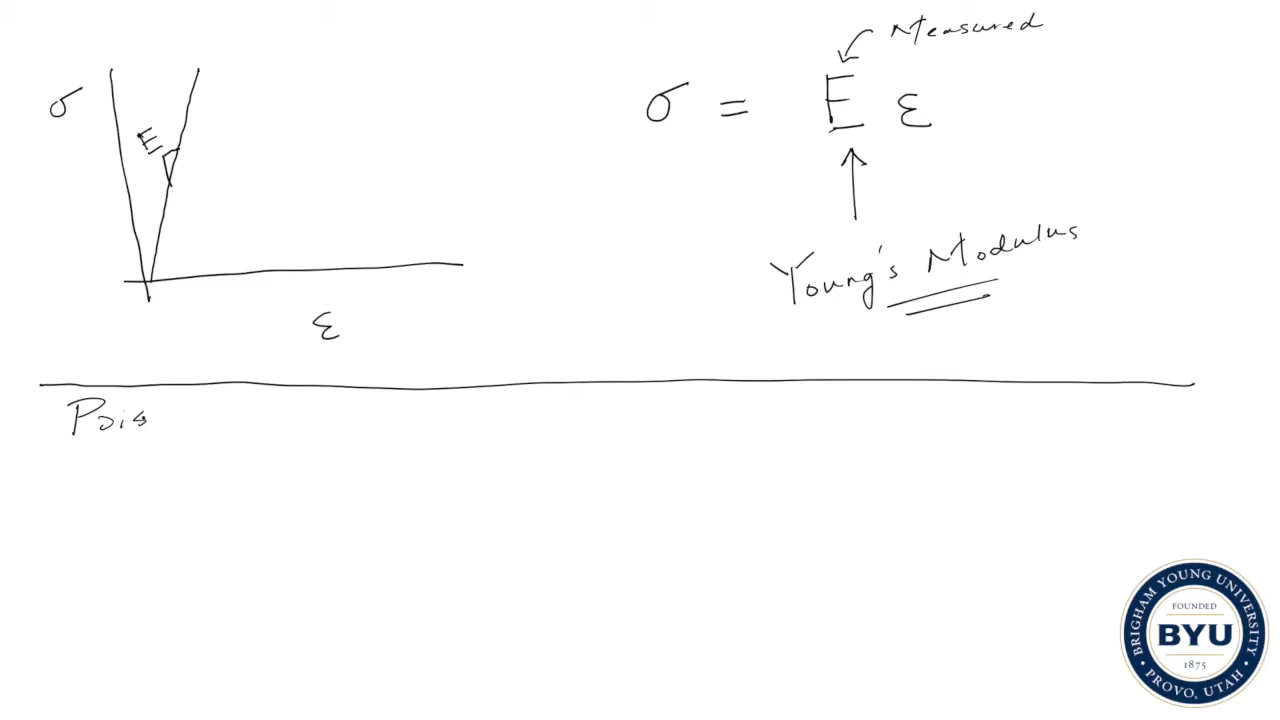 Measured
σ
E
σ = E ε
Young's Modulus
ε
Pois
BRIGHAM YOUNG UNIVERSITY
FOUNDED
BYU
1875
PROVO, UTAH